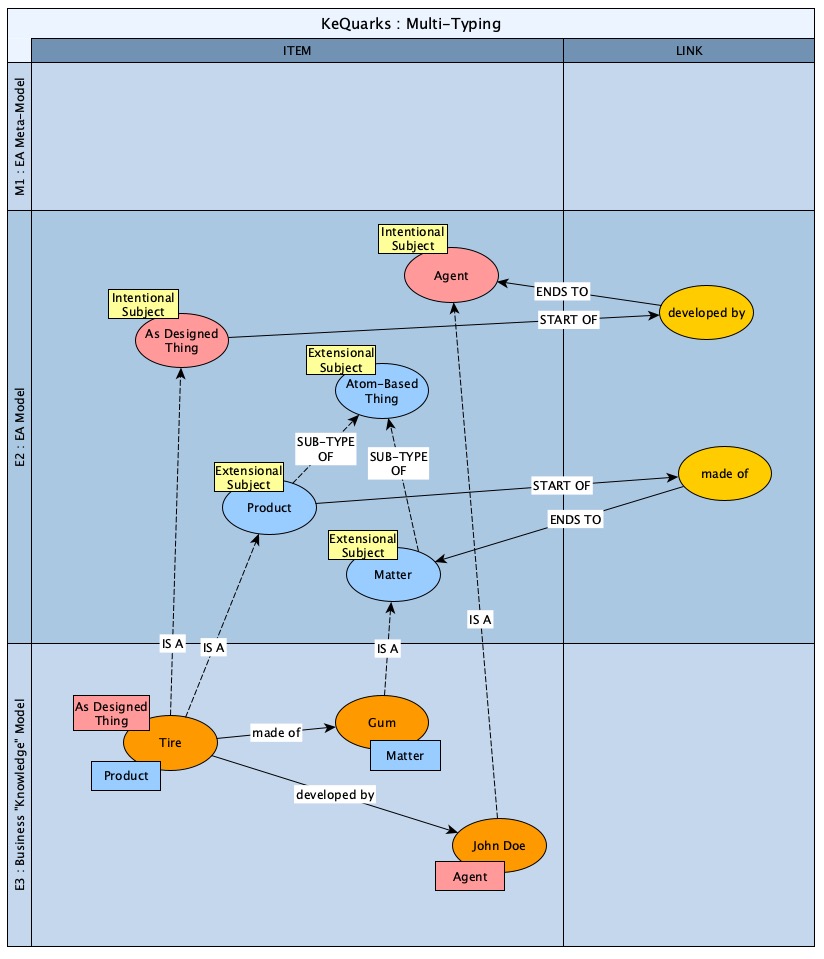 KeQuarks : Multi-Typing
ITEM
LINK
M1 : EA Meta-Model
E2 : EA Model
Intentional
Subject
Agent
ENDS TO
developed by
Intentional
Subject
As Designed
Thing
START OF
Extensional
Subject
Atom-Based
Thing
SUB-TYPE
OF
SUB-TYPE
OF
Extensional
Subject
Product
START OF
made of
ENDS TO
Extensional
Subject
Matter
IS A
IS A
IS A
IS A
E3 : Business "Knowledge" Model
As Designed
Thing
Tire
Product
made of
Gum
Matter
developed by
John Doe
Agent